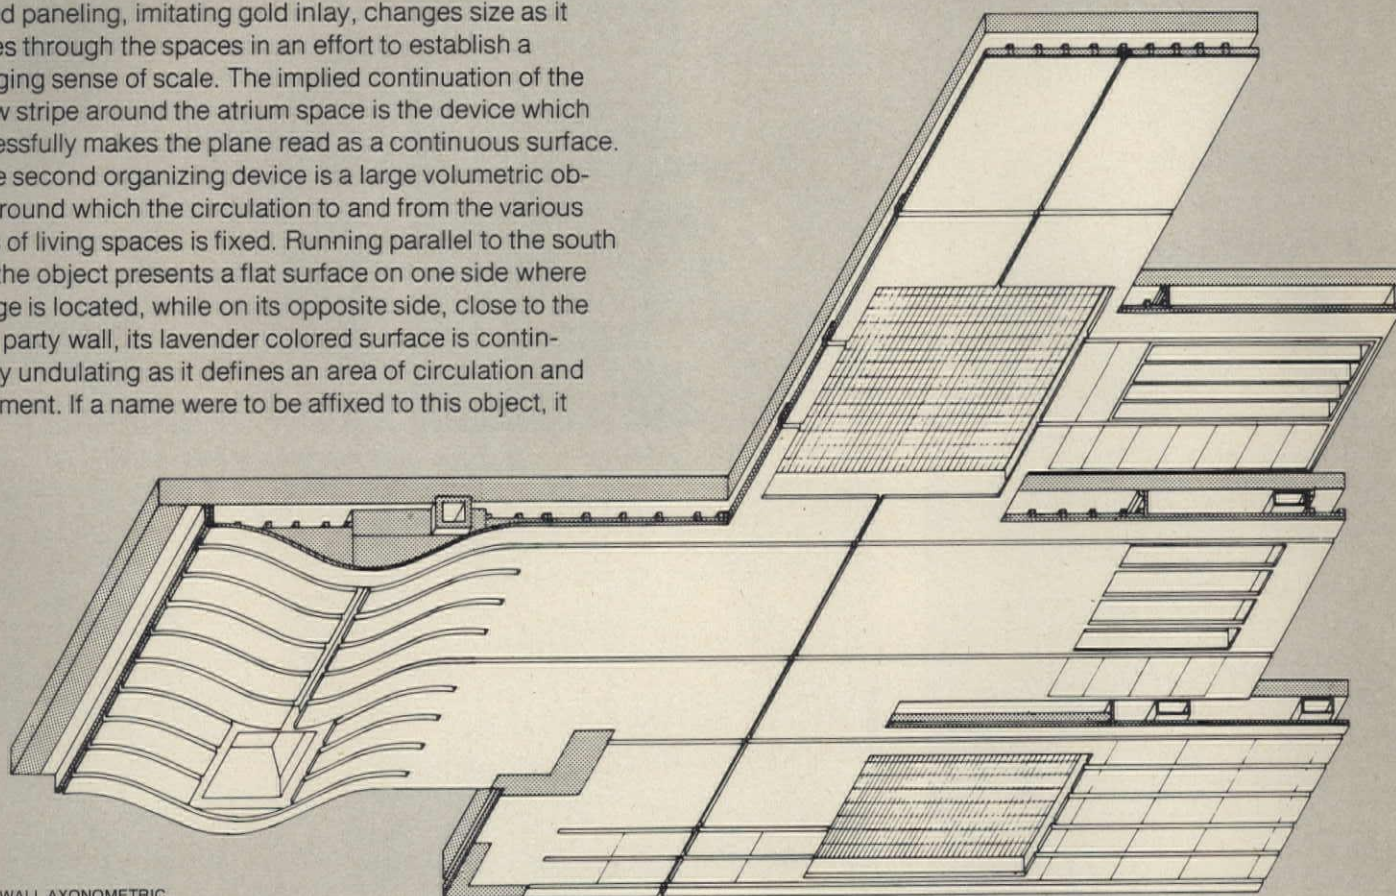 d paneling, imitating gold inlay, changes size as it
es through the spaces in an effort to establish a
ging sense of scale. The implied continuation of the
w stripe around the atrium space is the device which
essfully makes the plane read as a continuous surface.
e second organizing device is a large volumetric ob-
round which the circulation to and from the various
of living spaces is fixed. Running parallel to the south
the object presents a flat surface on one side where
ge is located, while on its opposite side, close to the
party wall, its lavender colored surface is contin-
y undulating as it defines an area of circulation and
ment. If a name were to be affixed to this object, it
WALL AXONOMETRIC